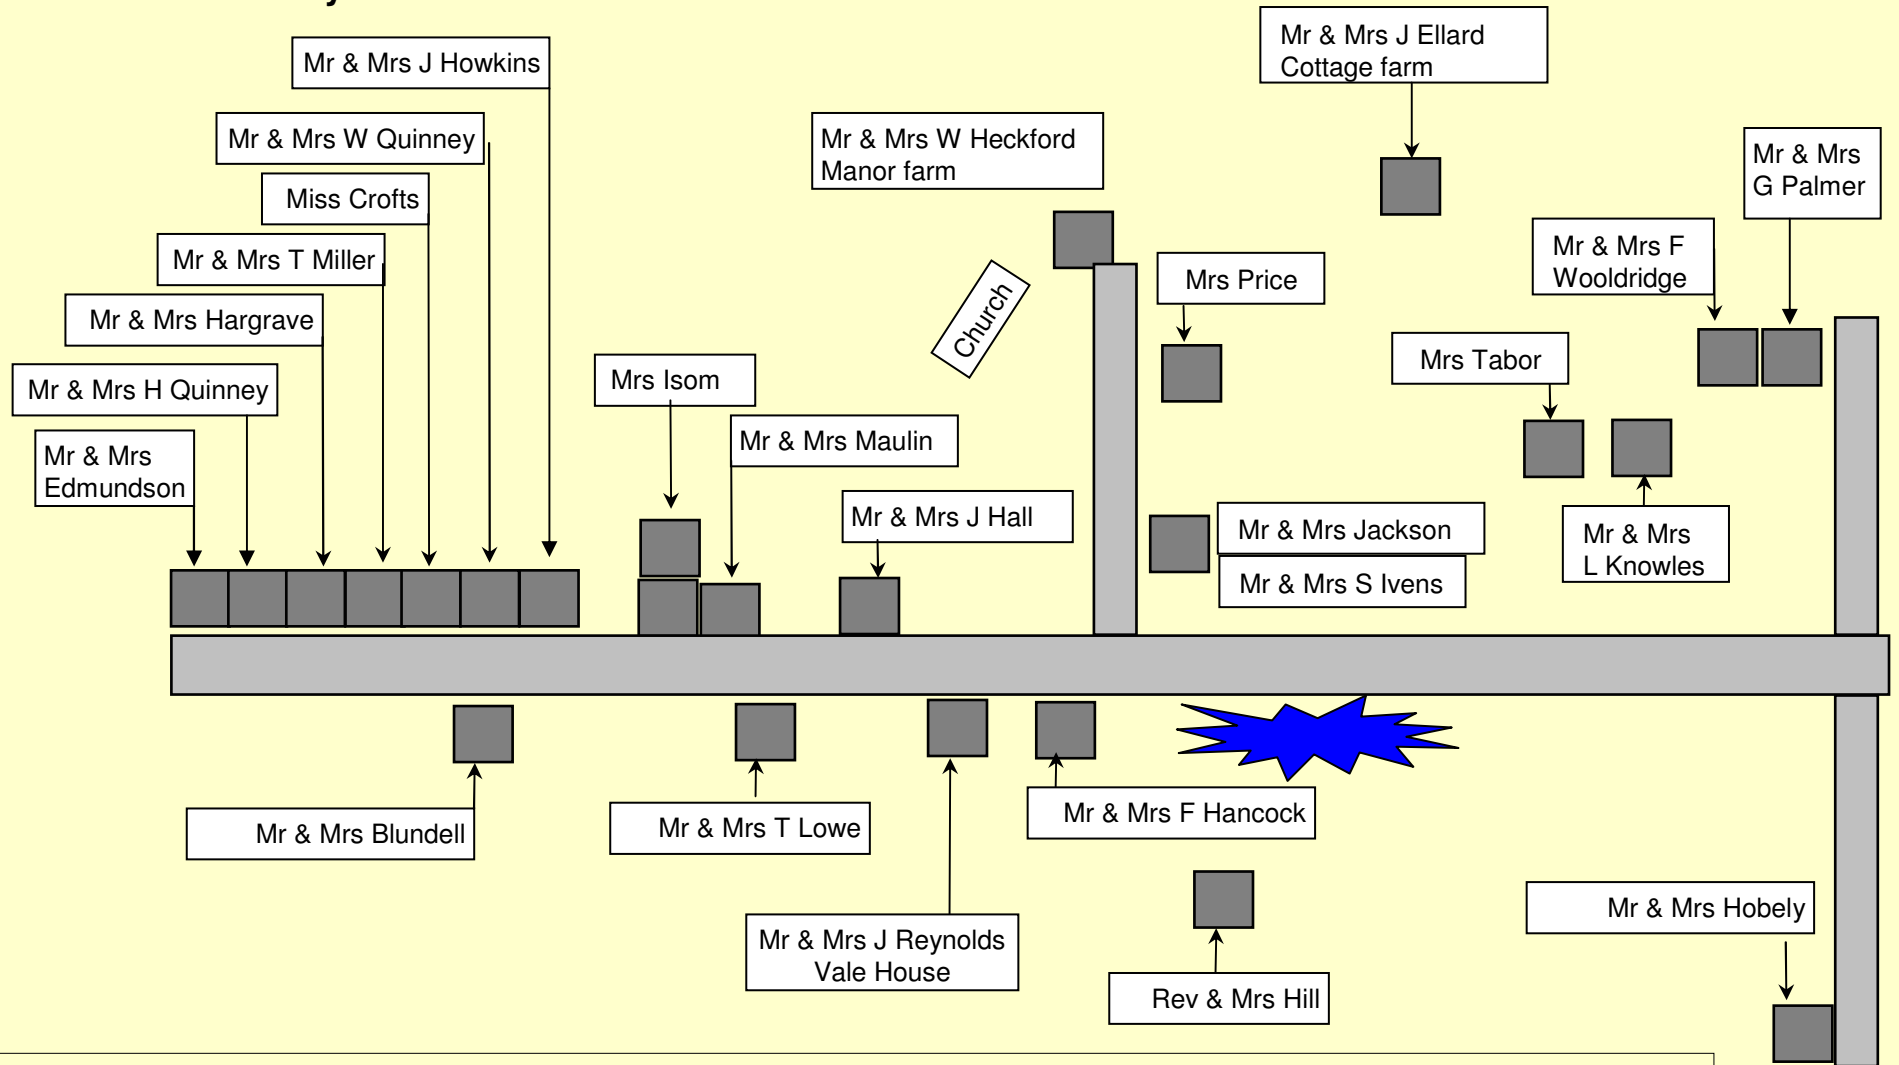 Mr & Mrs J Howkins
Mr & Mrs W Quinney
Miss Crofts
Mr & Mrs T Miller
Mr & Mrs Hargrave
Mr & Mrs H Quinney
Mr & Mrs
Edmundson
Mrs Isom
Mr & Mrs Maulin
Mr & Mrs J Hall
Mr & Mrs W Heckford
Manor farm
Church
Mr & Mrs J Ellard
Cottage farm
Mrs Price
Mr & Mrs
G Palmer
Mr & Mrs F
Wooldridge
Mrs Tabor
Mr & Mrs
L Knowles
Mr & Mrs Jackson
Mr & Mrs S Ivens
Mr & Mrs Blundell
Mr & Mrs T Lowe
Mr & Mrs J Reynolds
Vale House
Mr & Mrs F Hancock
Rev & Mrs Hill
Mr & Mrs Hobely